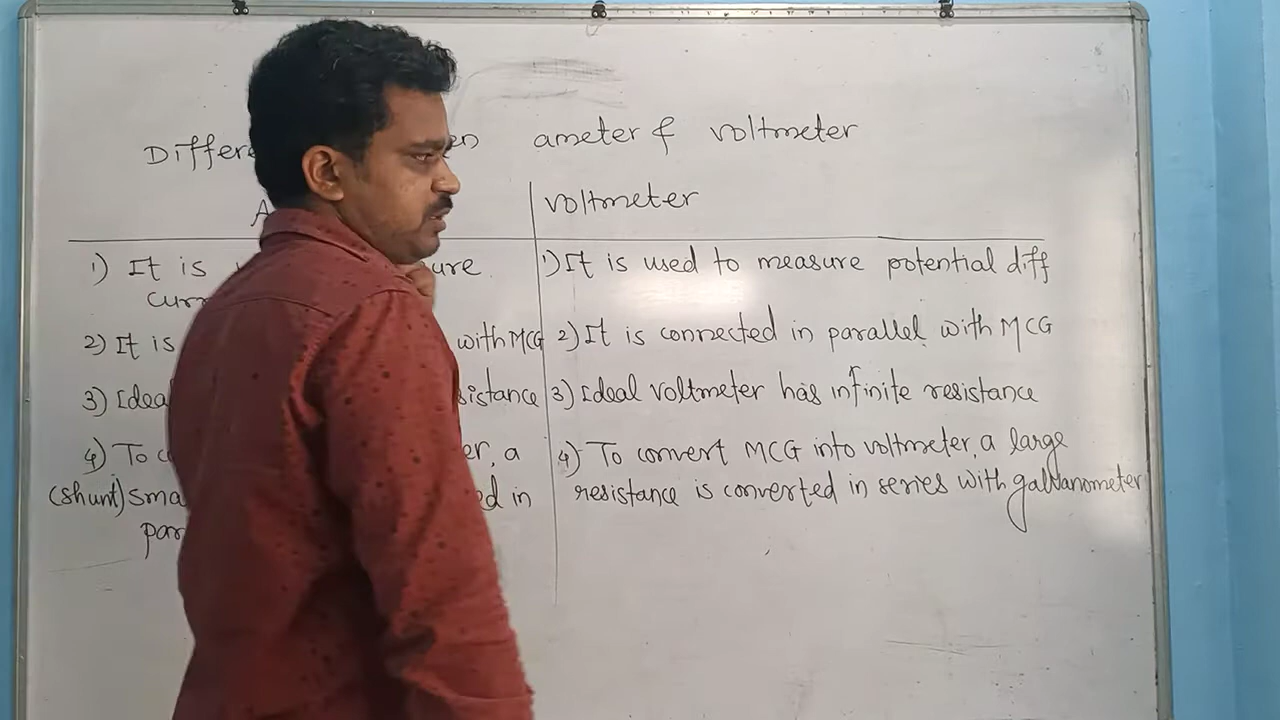 Differe en ameter & voltmeter
A voltmeter
1) It is ure. 1) It is used to measure potential diff
curr
2) It is with MCG 2) It is connected in parallel with MCG
3) Idea sistance 3) Ideal voltmeter has infinite resistance
4) To c er, a 4) To convert MCG into voltmeter, a large
(shunt) sma ed in resistance is converted in series with galvanometer
par